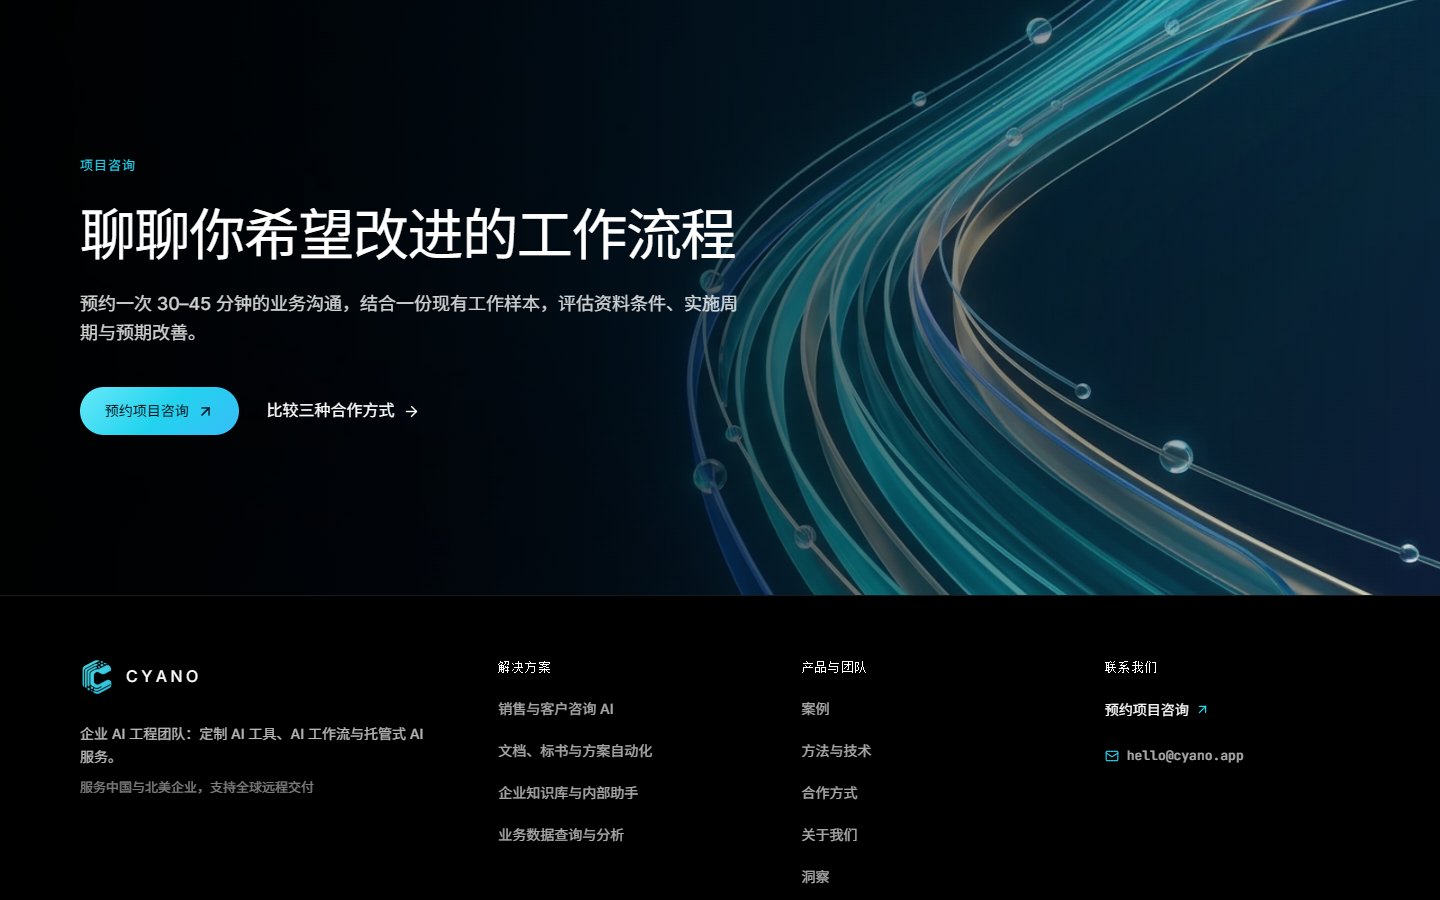 项目咨询
聊聊你希望改进的工作流程
预约一次 30–45 分钟的业务沟通，结合一份现有工作样本，评估资料条件、实施周
期与预期改善。
预约项目咨询
比较三种合作方式
CYANO
企业 AI 工程团队：定制 AI 工具、AI 工作流与托管式 AI
服务。
服务中国与北美企业，支持全球远程交付
解决方案
销售与客户咨询 AI
文档、标书与方案自动化
企业知识库与内部助手
业务数据查询与分析
产品与团队
案例
方法与技术
合作方式
关于我们
洞察
联系我们
预约项目咨询
hello@cyano.app